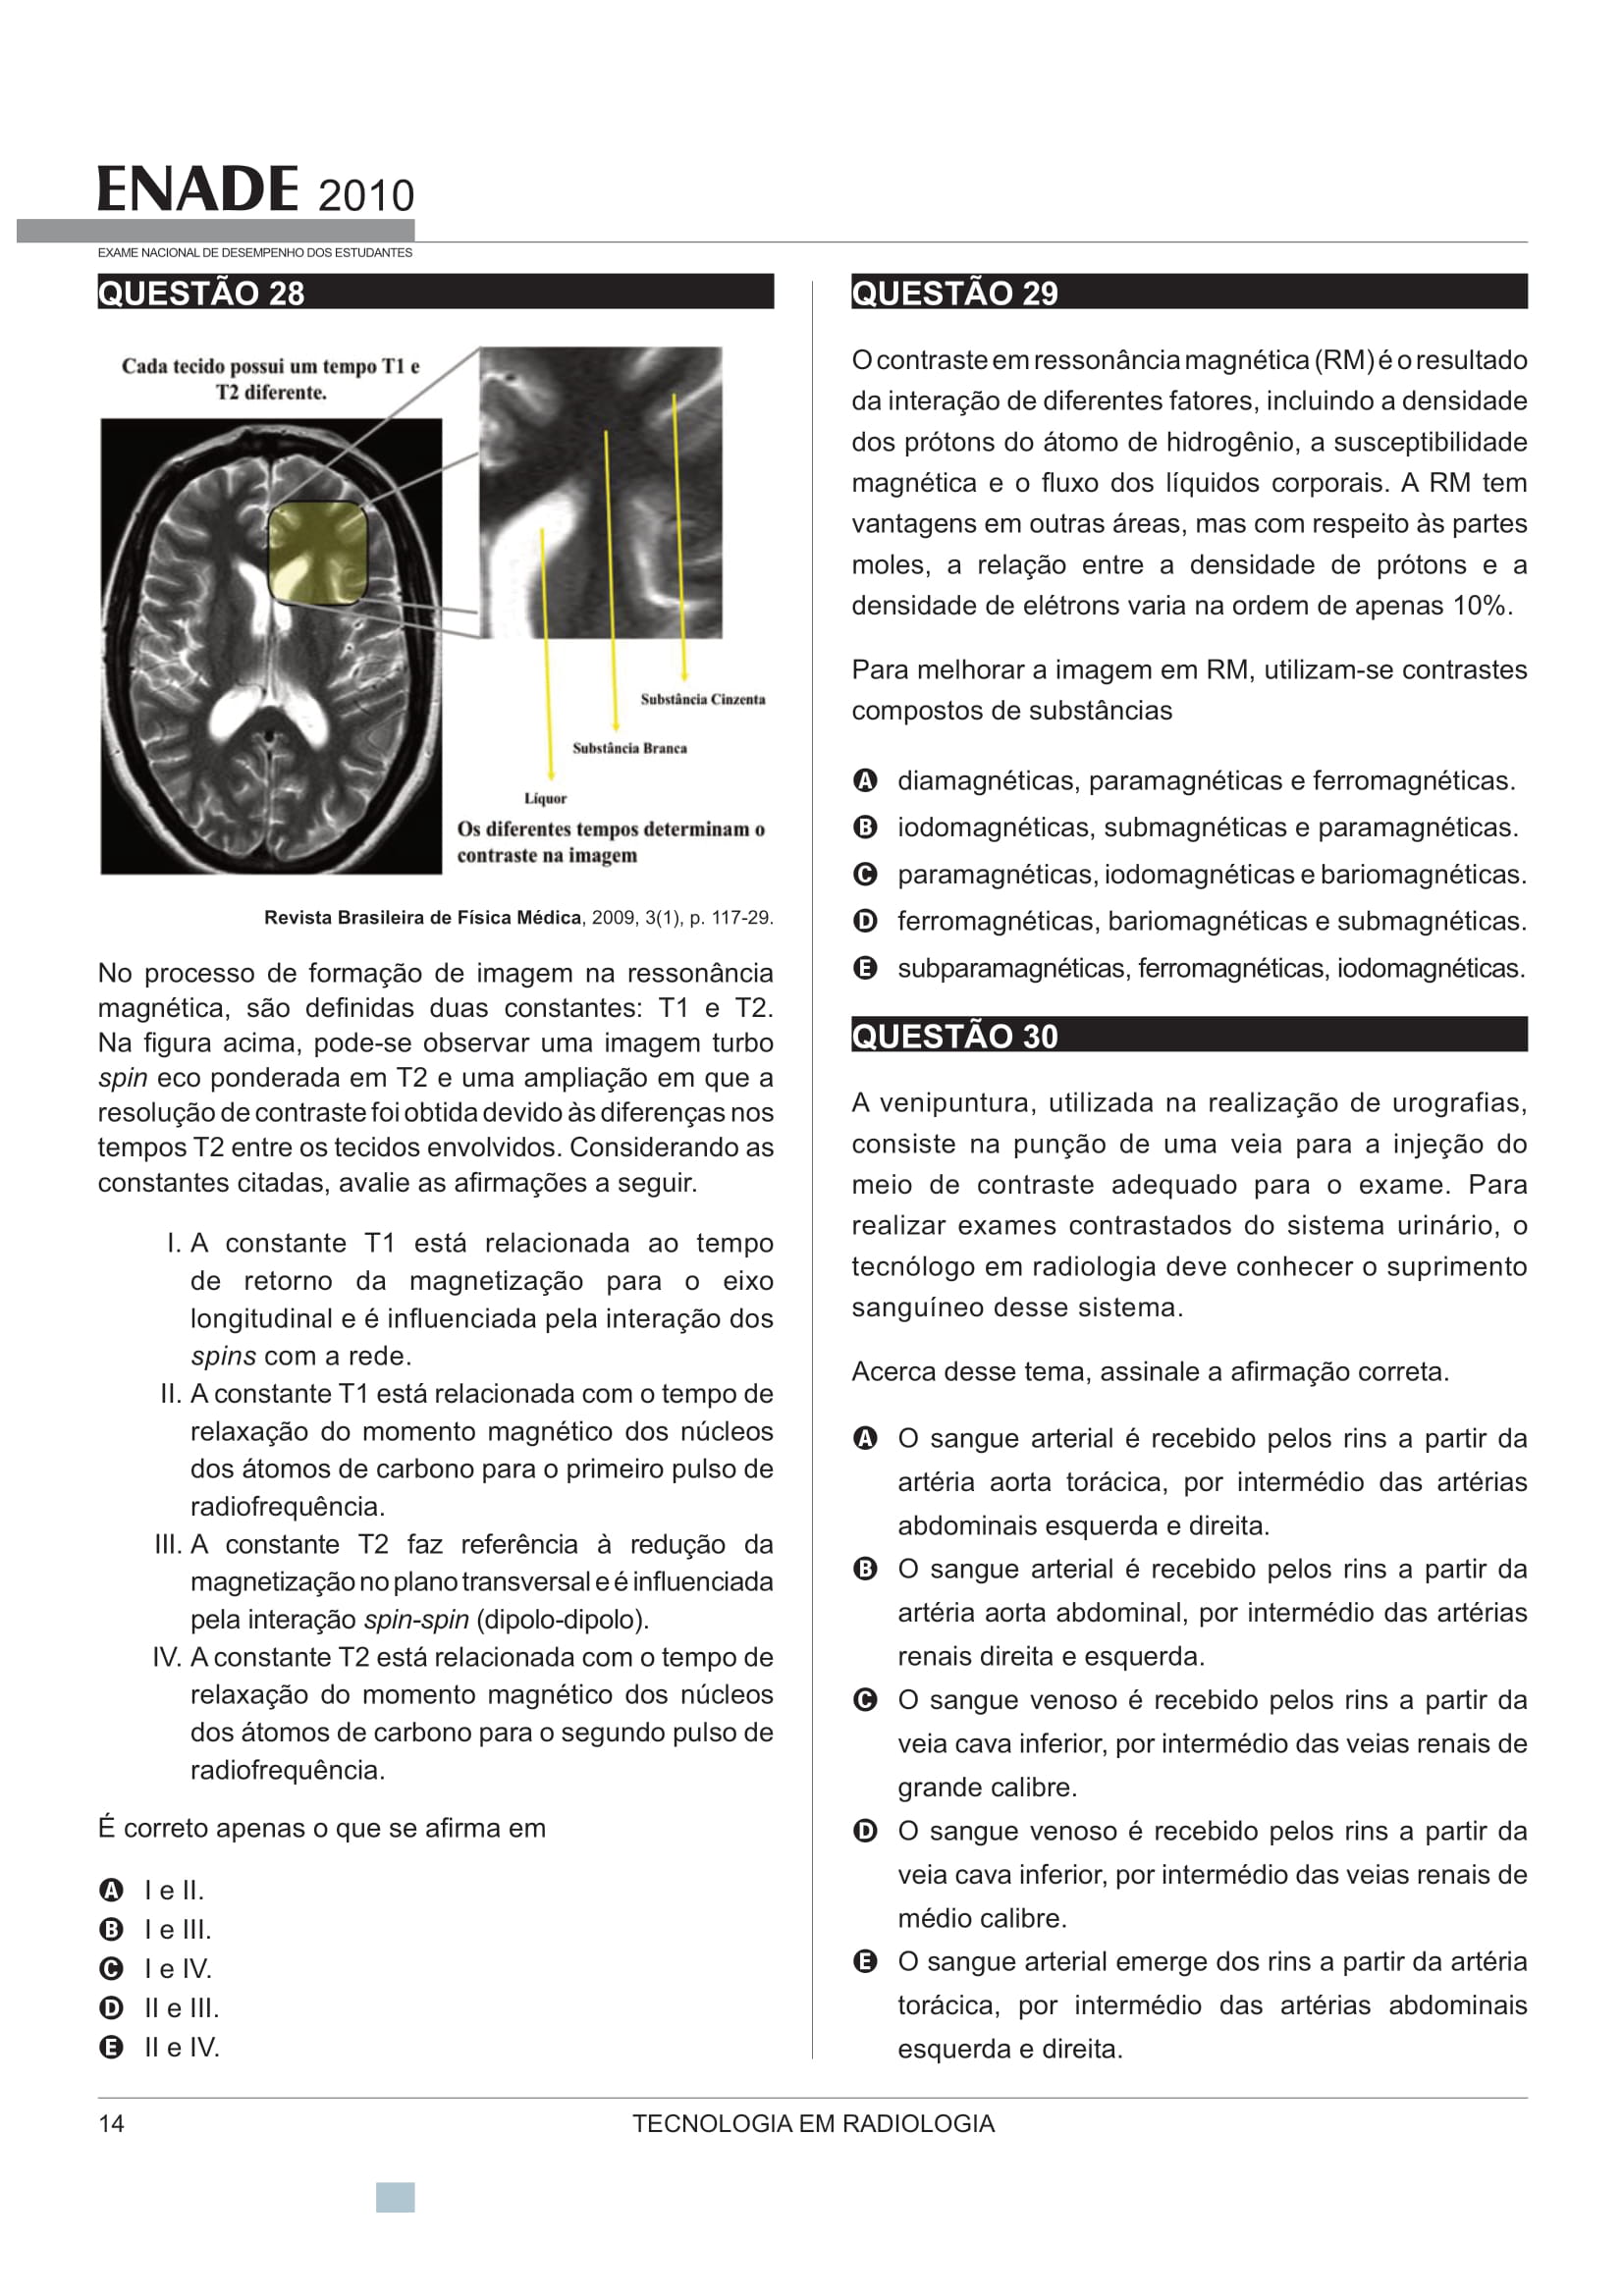 ENADE 2010
EXAME NACIONAL DE DESEMPENHO DOS ESTUDANTES
QUESTÃO 28
Cada tecido possui um tempo T1 e
T2 diferente.
Substância Cinzenta
Substância Branca
Líquor
Os diferentes tempos determinam o
contraste na imagem
Revista Brasileira de Física Médica, 2009, 3(1), p. 117-29.
No processo de formação de imagem na ressonância
magnética, são definidas duas constantes: T1 e T2.
Na figura acima, pode-se observar uma imagem turbo
spin eco ponderada em T2 e uma ampliação em que a
resolução de contraste foi obtida devido às diferenças nos
tempos T2 entre os tecidos envolvidos. Considerando as
constantes citadas, avalie as afirmações a seguir.
I. A constante T1 está relacionada ao tempo
de retorno da magnetização para o eixo
longitudinal e é influenciada pela interação dos
spins com a rede.
II. A constante T1 está relacionada com o tempo de
relaxação do momento magnético dos núcleos
dos átomos de carbono para o primeiro pulso de
radiofrequência.
III. A constante T2 faz referência à redução da
magnetização no plano transversal e é influenciada
pela interação spin-spin (dipolo-dipolo).
IV. A constante T2 está relacionada com o tempo de
relaxação do momento magnético dos núcleos
dos átomos de carbono para o segundo pulso de
radiofrequência.
É correto apenas o que se afirma em
A I e II.
B I e III.
C I e IV.
D II e III.
E II e IV.
QUESTÃO 29
O contraste em ressonância magnética (RM) é o resultado
da interação de diferentes fatores, incluindo a densidade
dos prótons do átomo de hidrogênio, a susceptibilidade
magnética e o fluxo dos líquidos corporais. A RM tem
vantagens em outras áreas, mas com respeito às partes
moles, a relação entre a densidade de prótons e a
densidade de elétrons varia na ordem de apenas 10%.
Para melhorar a imagem em RM, utilizam-se contrastes
compostos de substâncias
A diamagnéticas, paramagnéticas e ferromagnéticas.
B iodomagnéticas, submagnéticas e paramagnéticas.
C paramagnéticas, iodomagnéticas e bariomagnéticas.
D ferromagnéticas, bariomagnéticas e submagnéticas.
E subparamagnéticas, ferromagnéticas, iodomagnéticas.
QUESTÃO 30
A venipuntura, utilizada na realização de urografias,
consiste na punção de uma veia para a injeção do
meio de contraste adequado para o exame. Para
realizar exames contrastados do sistema urinário, o
tecnólogo em radiologia deve conhecer o suprimento
sanguíneo desse sistema.
Acerca desse tema, assinale a afirmação correta.
A O sangue arterial é recebido pelos rins a partir da
artéria aorta torácica, por intermédio das artérias
abdominais esquerda e direita.
B O sangue arterial é recebido pelos rins a partir da
artéria aorta abdominal, por intermédio das artérias
renais direita e esquerda.
C O sangue venoso é recebido pelos rins a partir da
veia cava inferior, por intermédio das veias renais de
grande calibre.
D O sangue venoso é recebido pelos rins a partir da
veia cava inferior, por intermédio das veias renais de
médio calibre.
E O sangue arterial emerge dos rins a partir da artéria
torácica, por intermédio das artérias abdominais
esquerda e direita.
14
TECNOLOGIA EM RADIOLOGIA